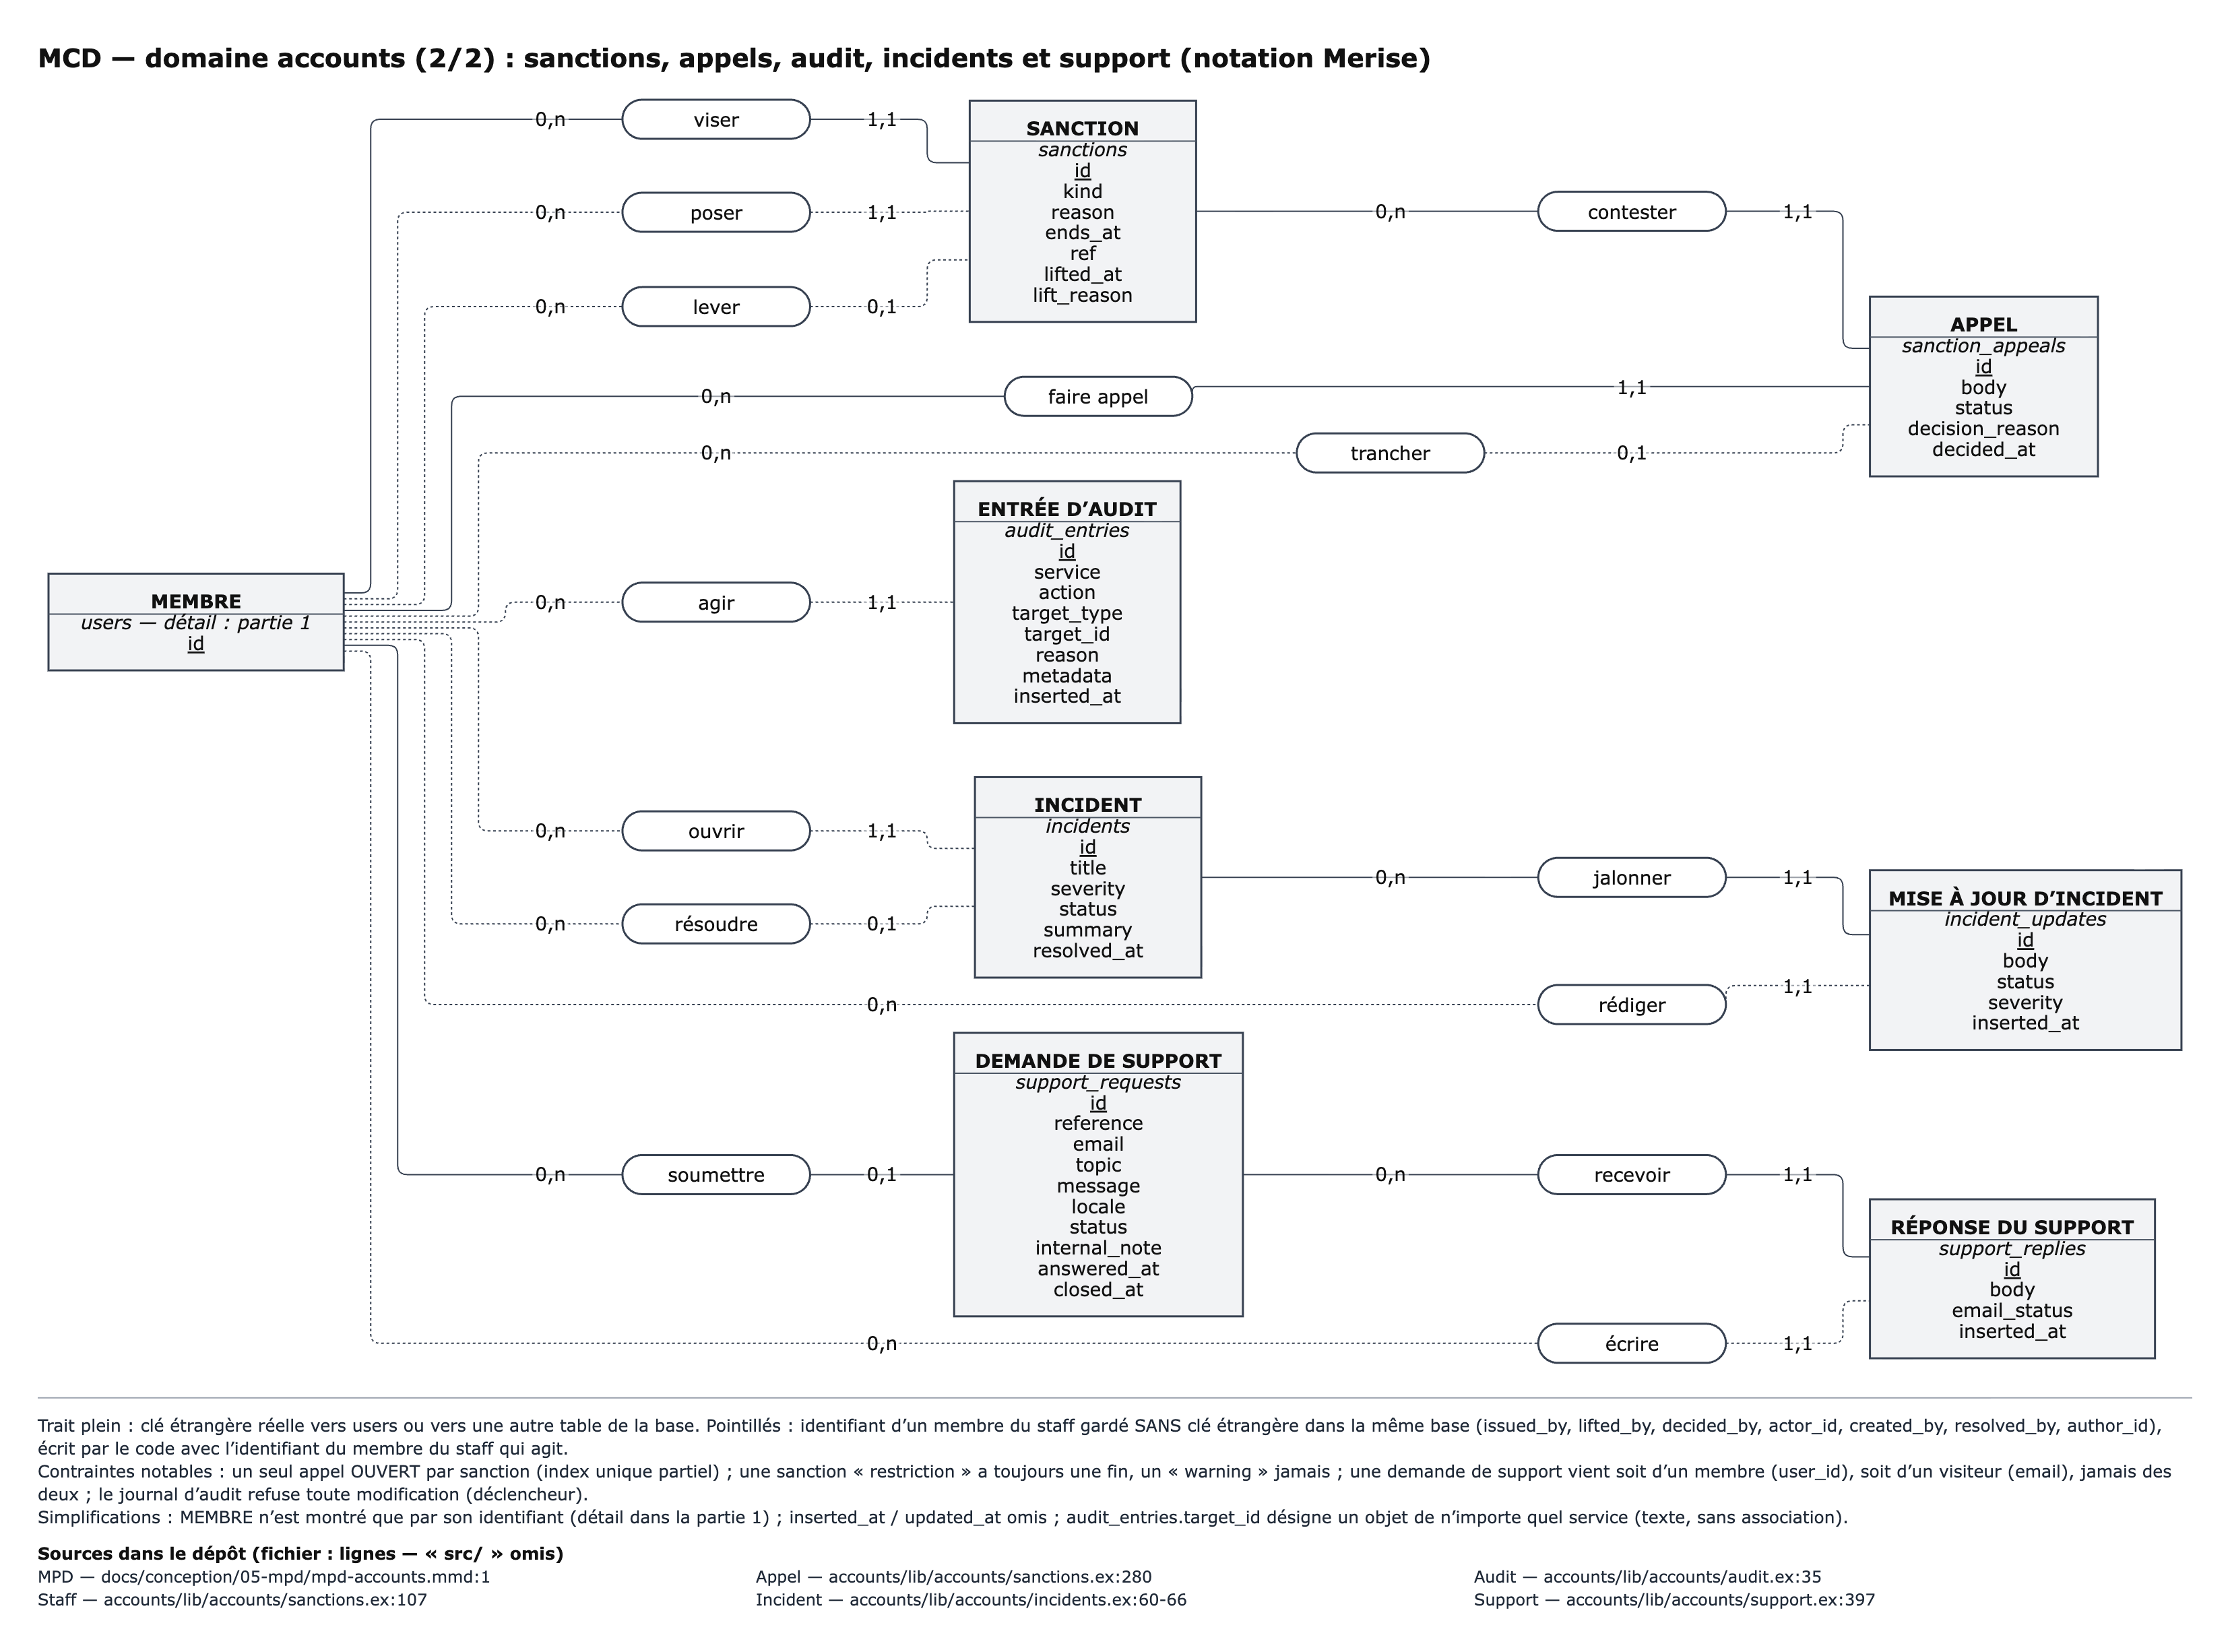 MCD — domaine accounts (2/2) : sanctions, appels, audit, incidents et support (notation Merise)
0,n
viser
1,1
0,n
poser
1,1
0,n
lever
0,1
SANCTION
sanctions
id
kind
reason
ends_at
ref
lifted_at
lift_reason
0,n
contester
1,1
APPEL
sanction_appeals
id
body
status
decision_reason
decided_at
0,n
faire appel
1,1
0,n
trancher
0,1
MEMBRE
users — détail : partie 1
id
0,n
agir
1,1
ENTRÉE D’AUDIT
audit_entries
id
service
action
target_type
target_id
reason
metadata
inserted_at
0,n
ouvrir
1,1
0,n
résoudre
0,1
INCIDENT
incidents
id
title
severity
status
summary
resolved_at
0,n
jalonner
1,1
MISE À JOUR D’INCIDENT
incident_updates
id
body
status
severity
inserted_at
0,n
rédiger
1,1
DEMANDE DE SUPPORT
support_requests
id
reference
email
topic
message
locale
status
internal_note
answered_at
closed_at
0,n
soumettre
0,1
0,n
recevoir
1,1
RÉPONSE DU SUPPORT
support_replies
id
body
email_status
inserted_at
0,n
écrire
1,1
Trait plein : clé étrangère réelle vers users ou vers une autre table de la base. Pointillés : identifiant d’un membre du staff gardé SANS clé étrangère dans la même base (issued_by, lifted_by, decided_by, actor_id, created_by, resolved_by, author_id),
écrit par le code avec l’identifiant du membre du staff qui agit.
Contraintes notables : un seul appel OUVERT par sanction (index unique partiel) ; une sanction « restriction » a toujours une fin, un « warning » jamais ; une demande de support vient soit d’un membre (user_id), soit d’un visiteur (email), jamais des
deux ; le journal d’audit refuse toute modification (déclencheur).
Simplifications : MEMBRE n’est montré que par son identifiant (détail dans la partie 1) ; inserted_at / updated_at omis ; audit_entries.target_id désigne un objet de n’importe quel service (texte, sans association).
Sources dans le dépôt (fichier : lignes — « src/ » omis)
MPD — docs/conception/05-mpd/mpd-accounts.mmd:1
Appel — accounts/lib/accounts/sanctions.ex:280
Audit — accounts/lib/accounts/audit.ex:35
Staff — accounts/lib/accounts/sanctions.ex:107
Incident — accounts/lib/accounts/incidents.ex:60-66
Support — accounts/lib/accounts/support.ex:397